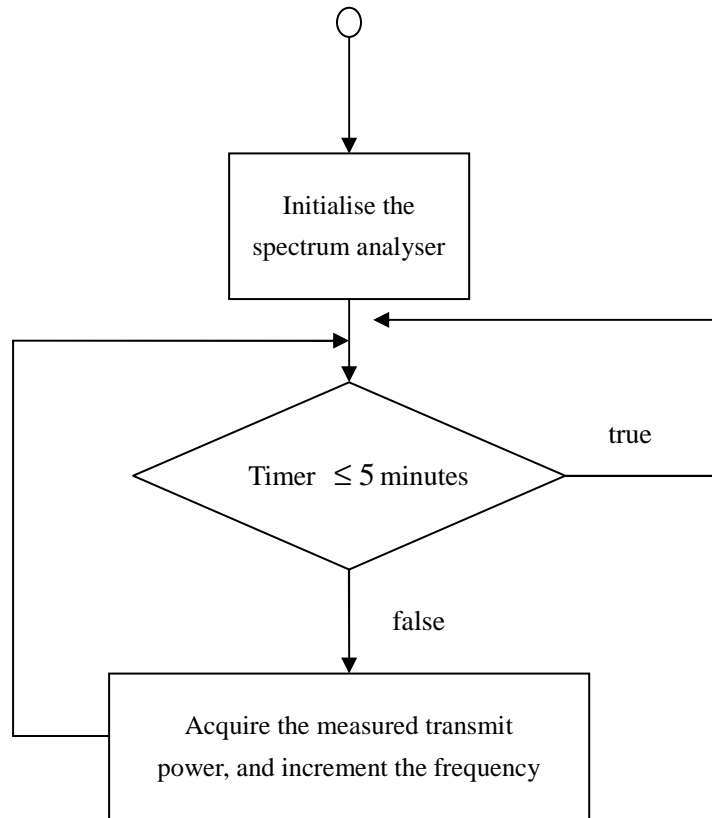 Initialise the
spectrum analyser
true
Timer ≤ 5 minutes
false
Acquire the measured transmit
power, and increment the frequency